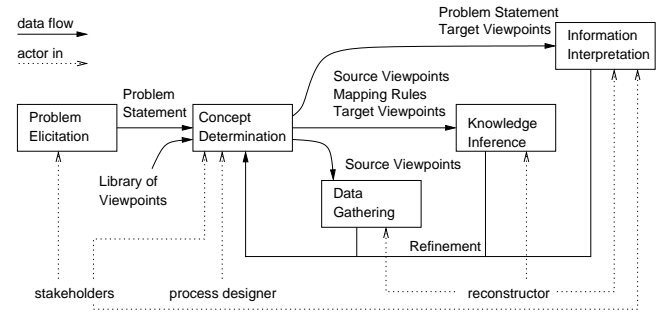 data flow
actor in
Problem Statement
Target Viewpoints
Information
Interpretation
Source Viewpoints
Mapping Rules
Target Viewpoints
Problem
Statement
Problem
Elicitation
Concept
Determination
Knowledge
Inference
Source Viewpoints
Library of
Viewpoints
Data
Gathering
Refinement
stakeholders
process designer
reconstructor